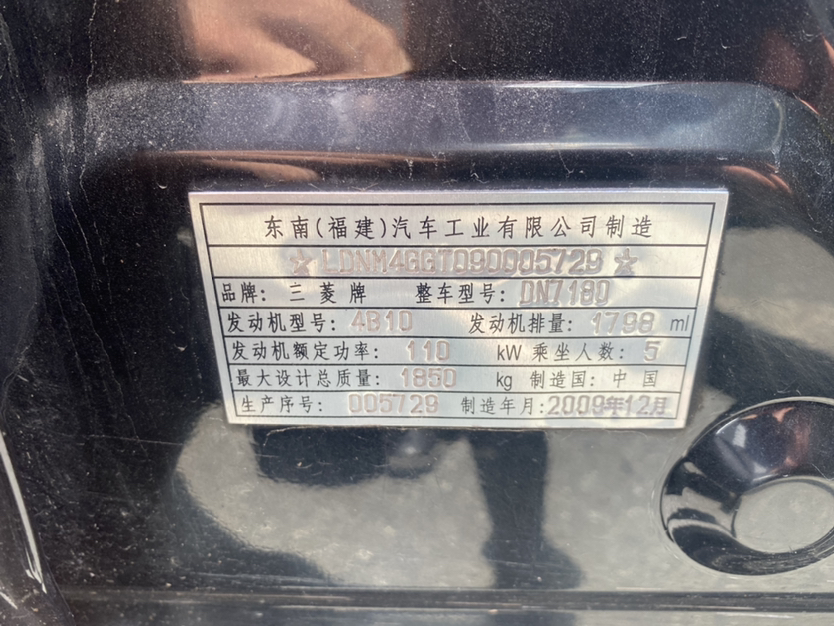 东南(福建)汽车工业有限公司制造
☆LDNM4GGT090005729☆
品牌: 三菱牌 整车型号: DN7180
发动机型号: 4B10 发动机排量: 1798 ml
发动机额定功率: 110 kW 乘坐人数: 5
最大设计总质量: 1850 kg 制造国: 中国
生产序号: 005729 制造年月:2009年12月